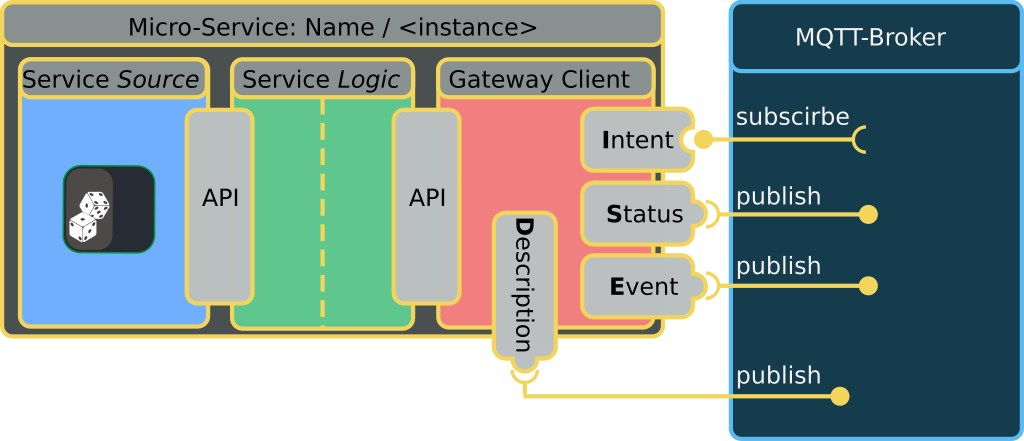 Micro-Service: Name / <instance>
MQTT-Broker
Service Source
Service Logic
Gateway Client
subscirbe
Intent
API
API
publish
Status
Description
publish
Event
publish